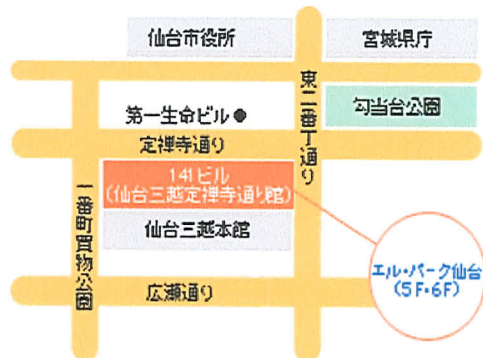 仙台市役所
宮城県庁
東二番丁通り
勾当台公園
第一生命ビル
定禅寺通り
141ビル
(仙台三越定禅寺通り館)
一番町買物公園
仙台三越本館
エル・パーク仙台
(5F・6F)
広瀬通り